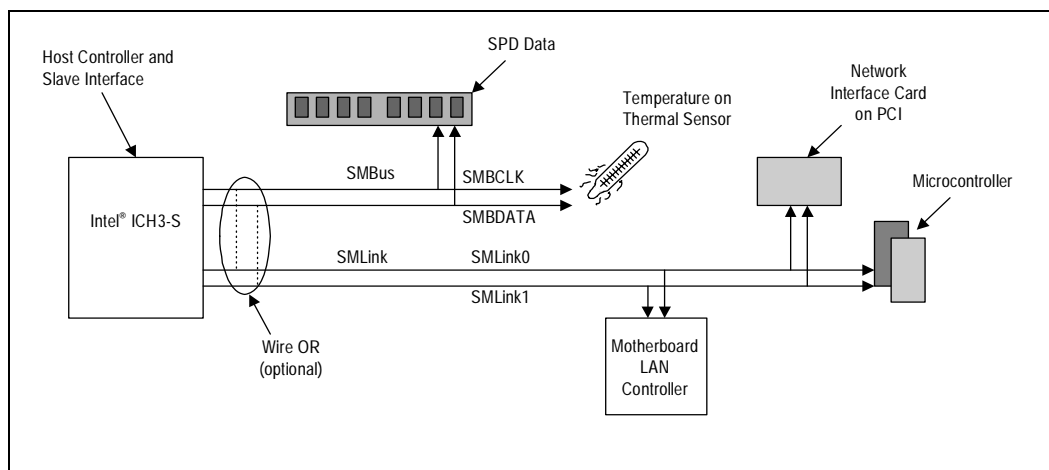 Host Controller and
Slave Interface
SPD Data
Temperature on
Thermal Sensor
Network
Interface Card
on PCI
Microcontroller
SMBus
SMBCLK
SMBDATA
Intel® ICH3-S
SMLink
SMLink0
SMLink1
Wire OR
(optional)
Motherboard
LAN
Controller